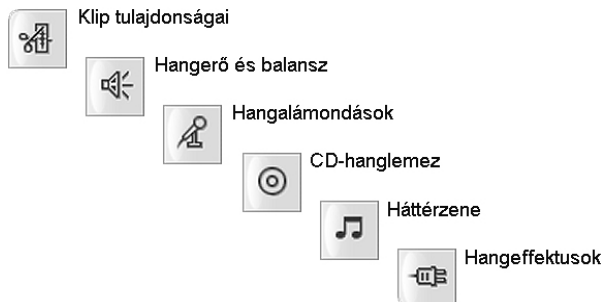 Klip tulajdonságai
Hangerő és balansz
Hangalámondások
CD-hanglemez
Háttérzene
Hangeffektusok